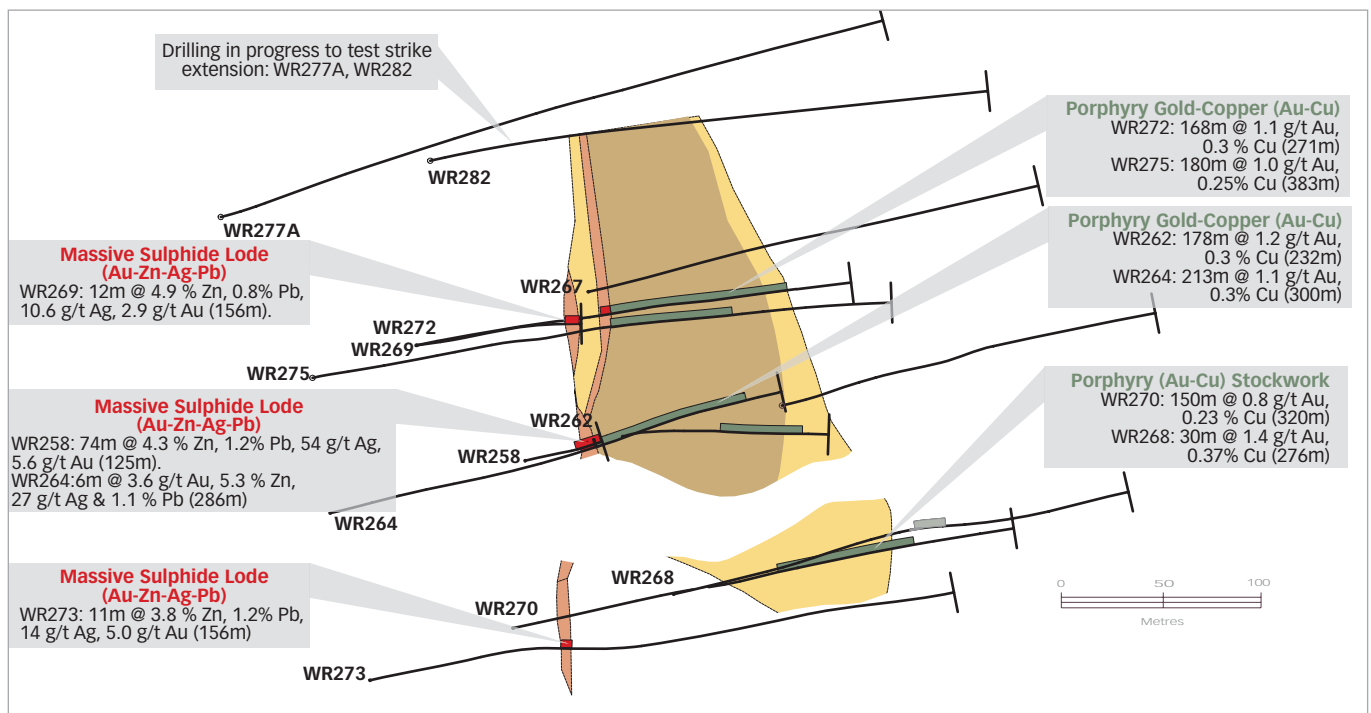 Drilling in progress to test strike
extension: WR277A, WR282
WR282
WR277A
Porphyry Gold-Copper (Au-Cu)
WR272: 168m @ 1.1 g/t Au,
0.3 % Cu (271m)
WR275: 180m @ 1.0 g/t Au,
0.25% Cu (383m)
Porphyry Gold-Copper (Au-Cu)
WR262: 178m @ 1.2 g/t Au,
0.3 % Cu (232m)
WR264: 213m @ 1.1 g/t Au,
0.3% Cu (300m)
Massive Sulphide Lode
(Au-Zn-Ag-Pb)
WR269: 12m @ 4.9 % Zn, 0.8% Pb,
10.6 g/t Ag, 2.9 g/t Au (156m).
WR267
WR272
WR269
WR275
Massive Sulphide Lode
(Au-Zn-Ag-Pb)
WR258: 74m @ 4.3 % Zn, 1.2% Pb, 54 g/t Ag,
5.6 g/t Au (125m).
WR264:6m @ 3.6 g/t Au, 5.3 % Zn,
27 g/t Ag & 1.1 % Pb (286m)
WR262
WR258
WR264
Porphyry (Au-Cu) Stockwork
WR270: 150m @ 0.8 g/t Au,
0.23 % Cu (320m)
WR268: 30m @ 1.4 g/t Au,
0.37% Cu (276m)
Massive Sulphide Lode
(Au-Zn-Ag-Pb)
WR273: 11m @ 3.8 % Zn, 1.2% Pb,
14 g/t Ag, 5.0 g/t Au (156m)
WR268
WR270
WR273
0 50 100
Metres